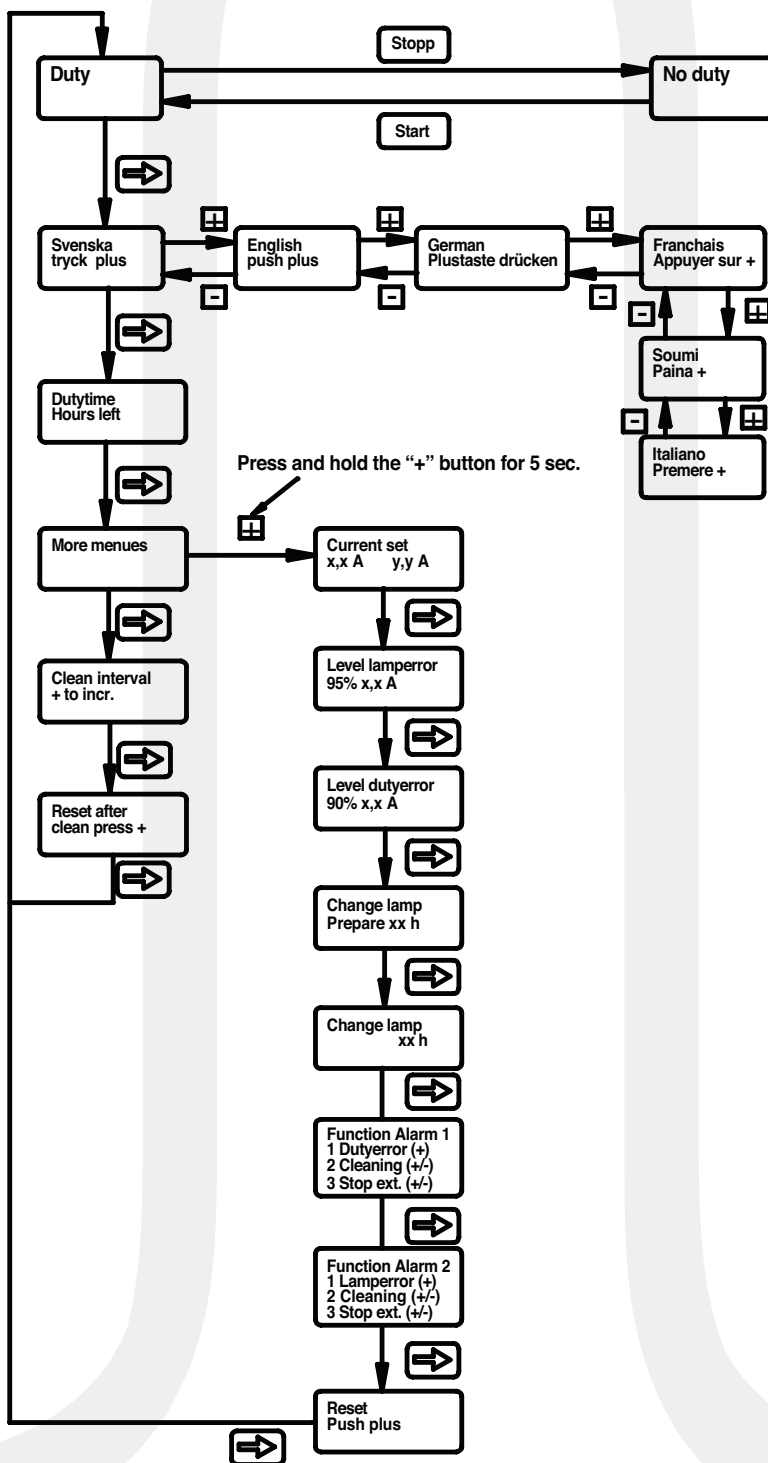 Stopp
Duty
No duty
Start
Svenska
tryck plus
English
push plus
German
Plustaste drücken
Franchais
Appuyer sur +
+
+
+
-
-
-
-
+
Soumi
Paina +
Dutytime
Hours left
-
+
Italiano
Premere +
Press and hold the “+” button for 5 sec.
+
More menues
Current set
x,x A y,y A
Level lamperror
95% x,x A
Clean interval
+ to incr.
Level dutyerror
90% x,x A
Reset after
clean press +
Change lamp
Prepare xx h
Change lamp
xx h
Function Alarm 1
1 Dutyerror (+)
2 Cleaning (+/-)
3 Stop ext. (+/-)
Function Alarm 2
1 Lamperror (+)
2 Cleaning (+/-)
3 Stop ext. (+/-)
Reset
Push plus